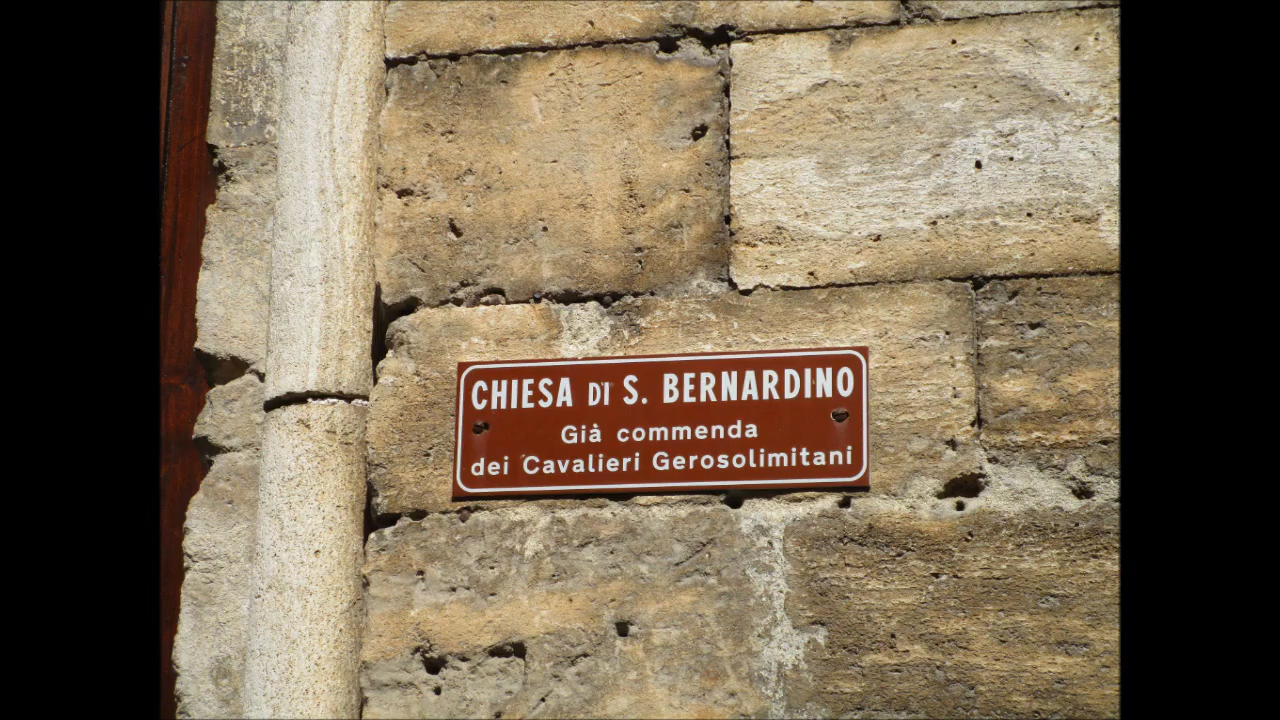 CHIESA DI S. BERNARDINO
Già commenda
dei Cavalieri Gerosolimitani